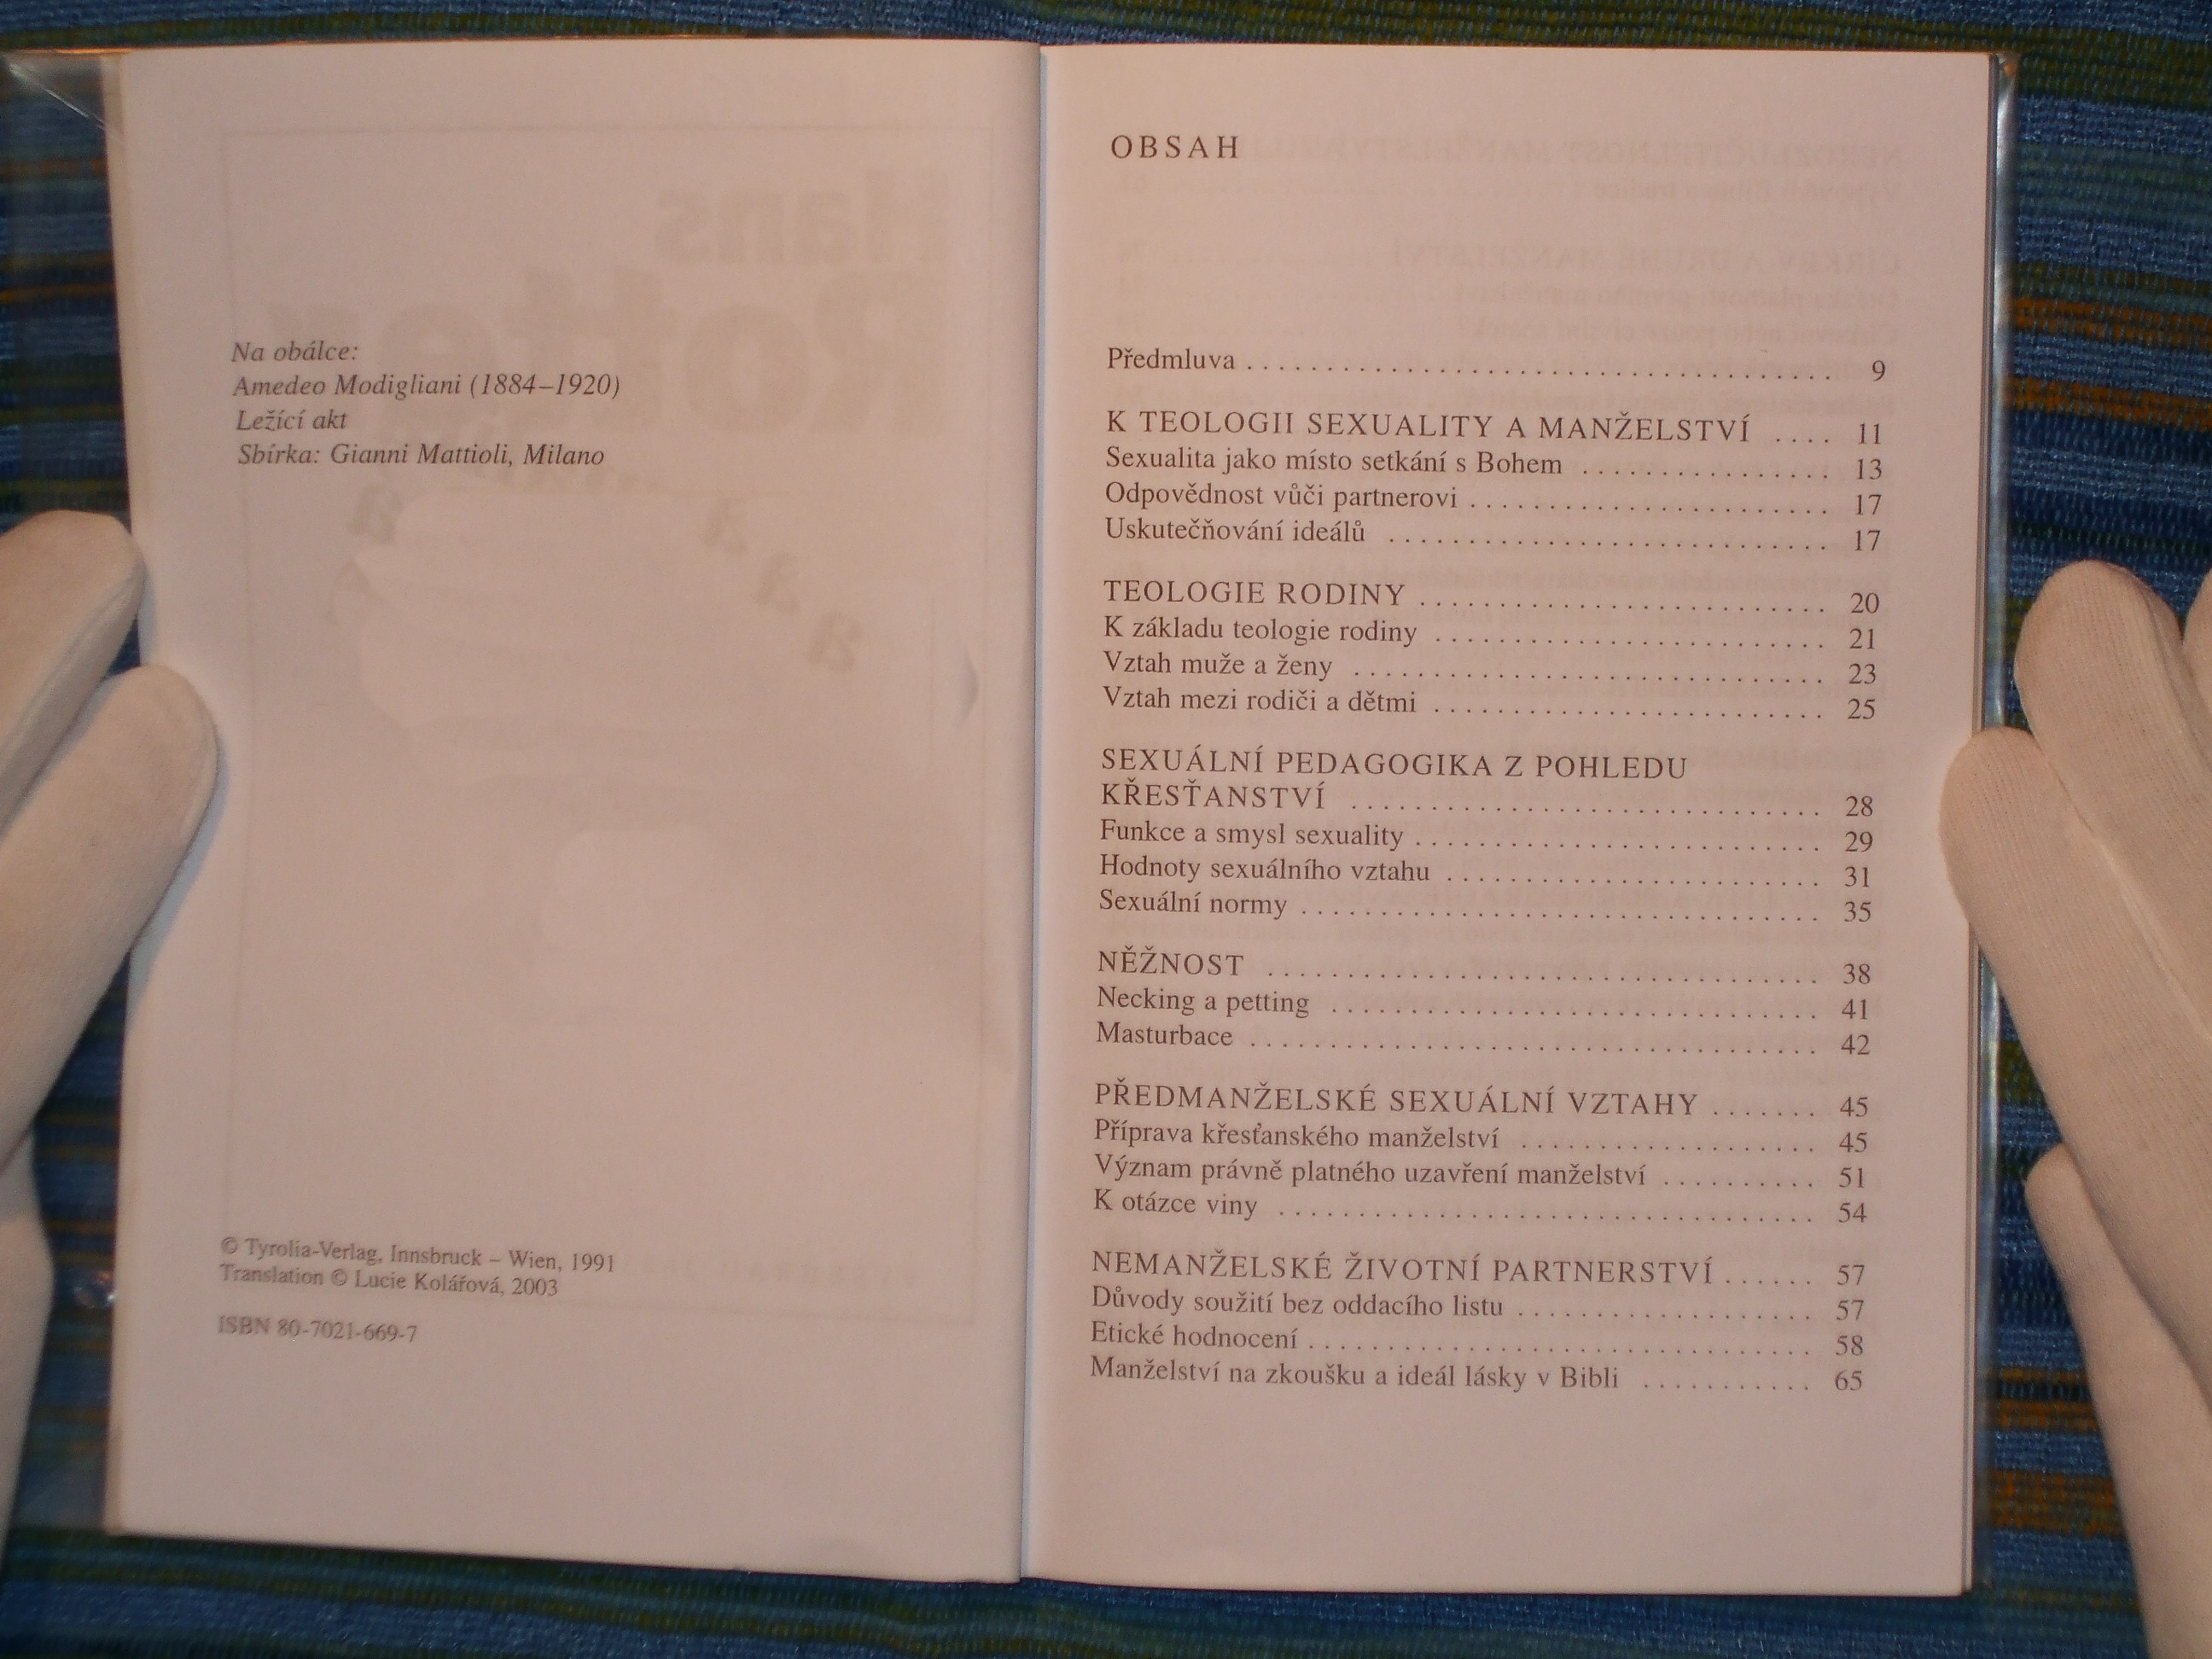 Na obálce:
Amedeo Modigliani (1884–1920)
Ležící akt
Sbírka: Gianni Mattioli, Milano
© Tyrolia-Verlag, Innsbruck – Wien, 1991
Translation © Lucie Kolářová, 2003
ISBN 80-7021-669-7
OBSAH
Předmluva . . . . . . . . . . . . . . . . . . . . 9
K TEOLOGII SEXUALITY A MANŽELSTVÍ . . . . 11
Sexualita jako místo setkání s Bohem . . . . . . . . 13
Odpovědnost vůči partnerovi . . . . . . . . . . 17
Uskutečňování ideálů . . . . . . . . . . . . 17
TEOLOGIE RODINY . . . . . . . . . . . . 20
K základu teologie rodiny . . . . . . . . . . . 21
Vztah muže a ženy . . . . . . . . . . . . . 23
Vztah mezi rodiči a dětmi . . . . . . . . . . . 25
SEXUÁLNÍ PEDAGOGIKA Z POHLEDU
KŘESŤANSTVÍ . . . . . . . . . . . . . . 28
Funkce a smysl sexuality . . . . . . . . . . . 29
Hodnoty sexuálního vztahu . . . . . . . . . . 31
Sexuální normy . . . . . . . . . . . . . . 35
NĚŽNOST . . . . . . . . . . . . . . . . 38
Necking a petting . . . . . . . . . . . . . 41
Masturbace . . . . . . . . . . . . . . . 42
PŘEDMANŽELSKÉ SEXUÁLNÍ VZTAHY . . . . . . . 45
Příprava křesťanského manželství . . . . . . . . 45
Význam právně platného uzavření manželství . . . . . . 51
K otázce viny . . . . . . . . . . . . . . 54
NEMANŽELSKÉ ŽIVOTNÍ PARTNERSTVÍ . . . . . . 57
Důvody soužití bez oddacího listu . . . . . . . . 57
Etické hodnocení . . . . . . . . . . . . . 58
Manželství na zkoušku a ideál lásky v Bibli . . . . . . 65